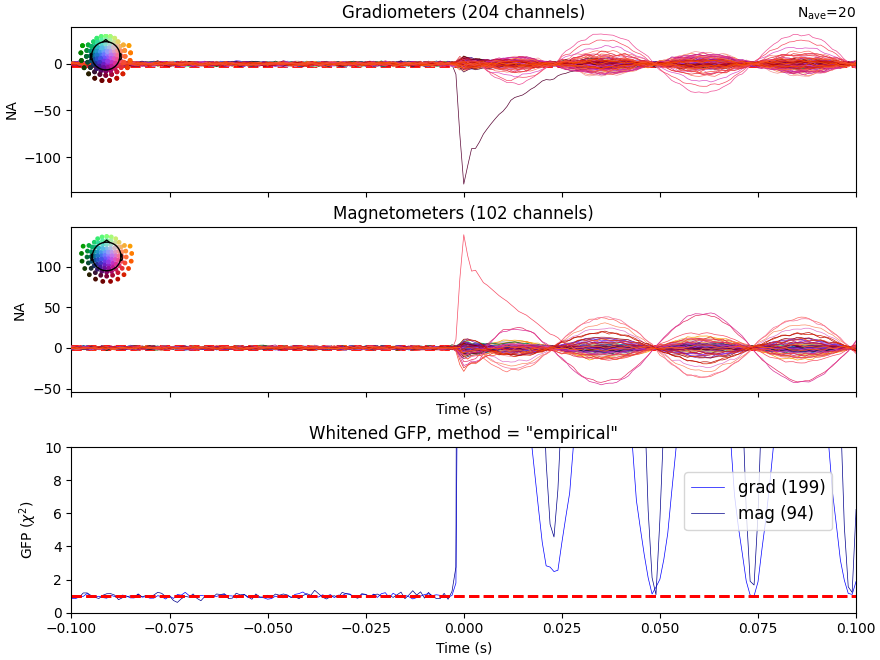 Gradiometers (204 channels)
Nave=20
0
−50
−100
NA
Magnetometers (102 channels)
100
50
0
−50
NA
Time (s)
Whitened GFP, method = "empirical"
10
8
6
4
2
0
GFP (χ²)
grad (199)
mag (94)
−0.100 −0.075 −0.050 −0.025 0.000 0.025 0.050 0.075 0.100
Time (s)